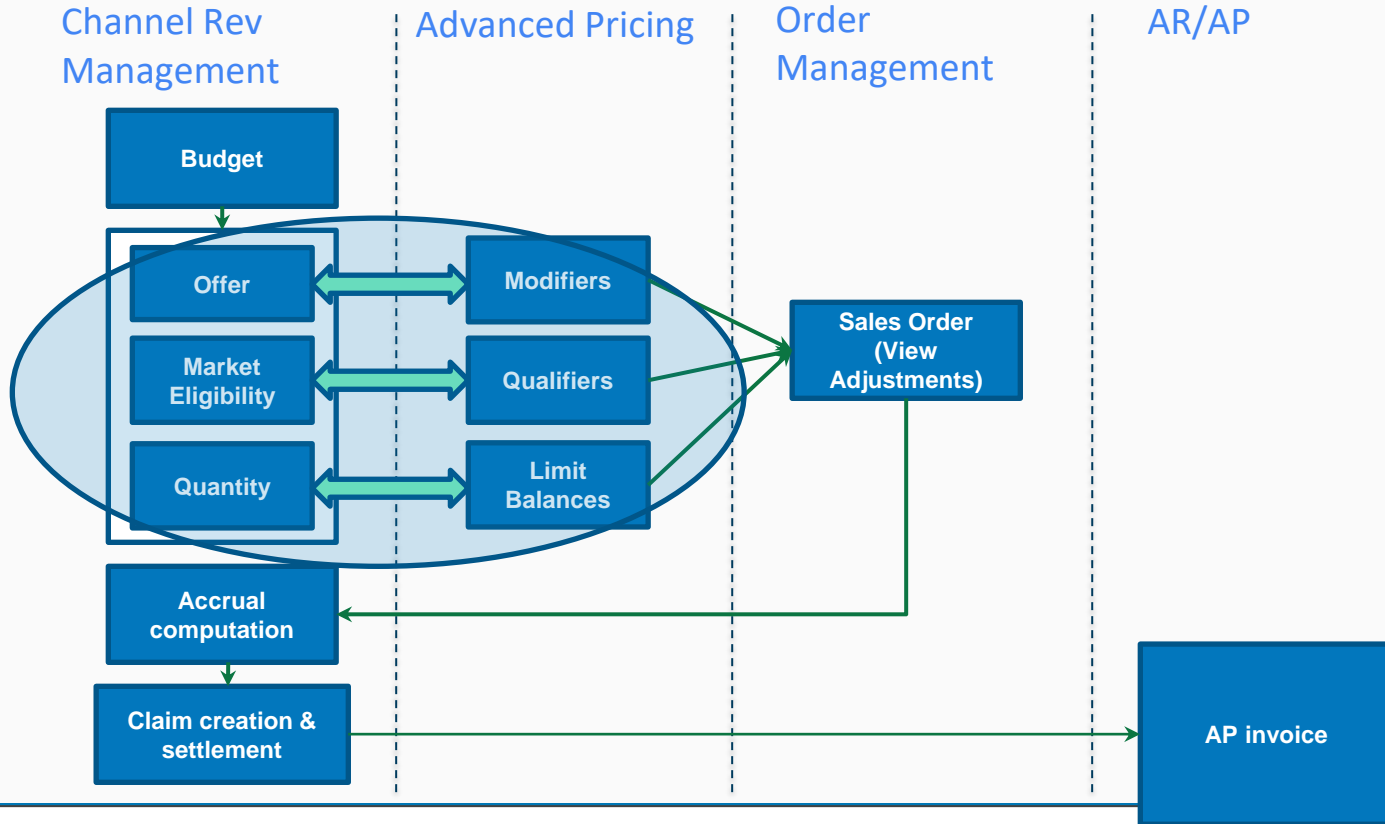 Channel Rev
Management
Advanced Pricing
Order
Management
AR/AP
Budget
Offer
Modifiers
Market
Eligibility
Qualifiers
Quantity
Limit
Balances
Sales Order
(View
Adjustments)
Accrual
computation
Claim creation &
settlement
AP invoice